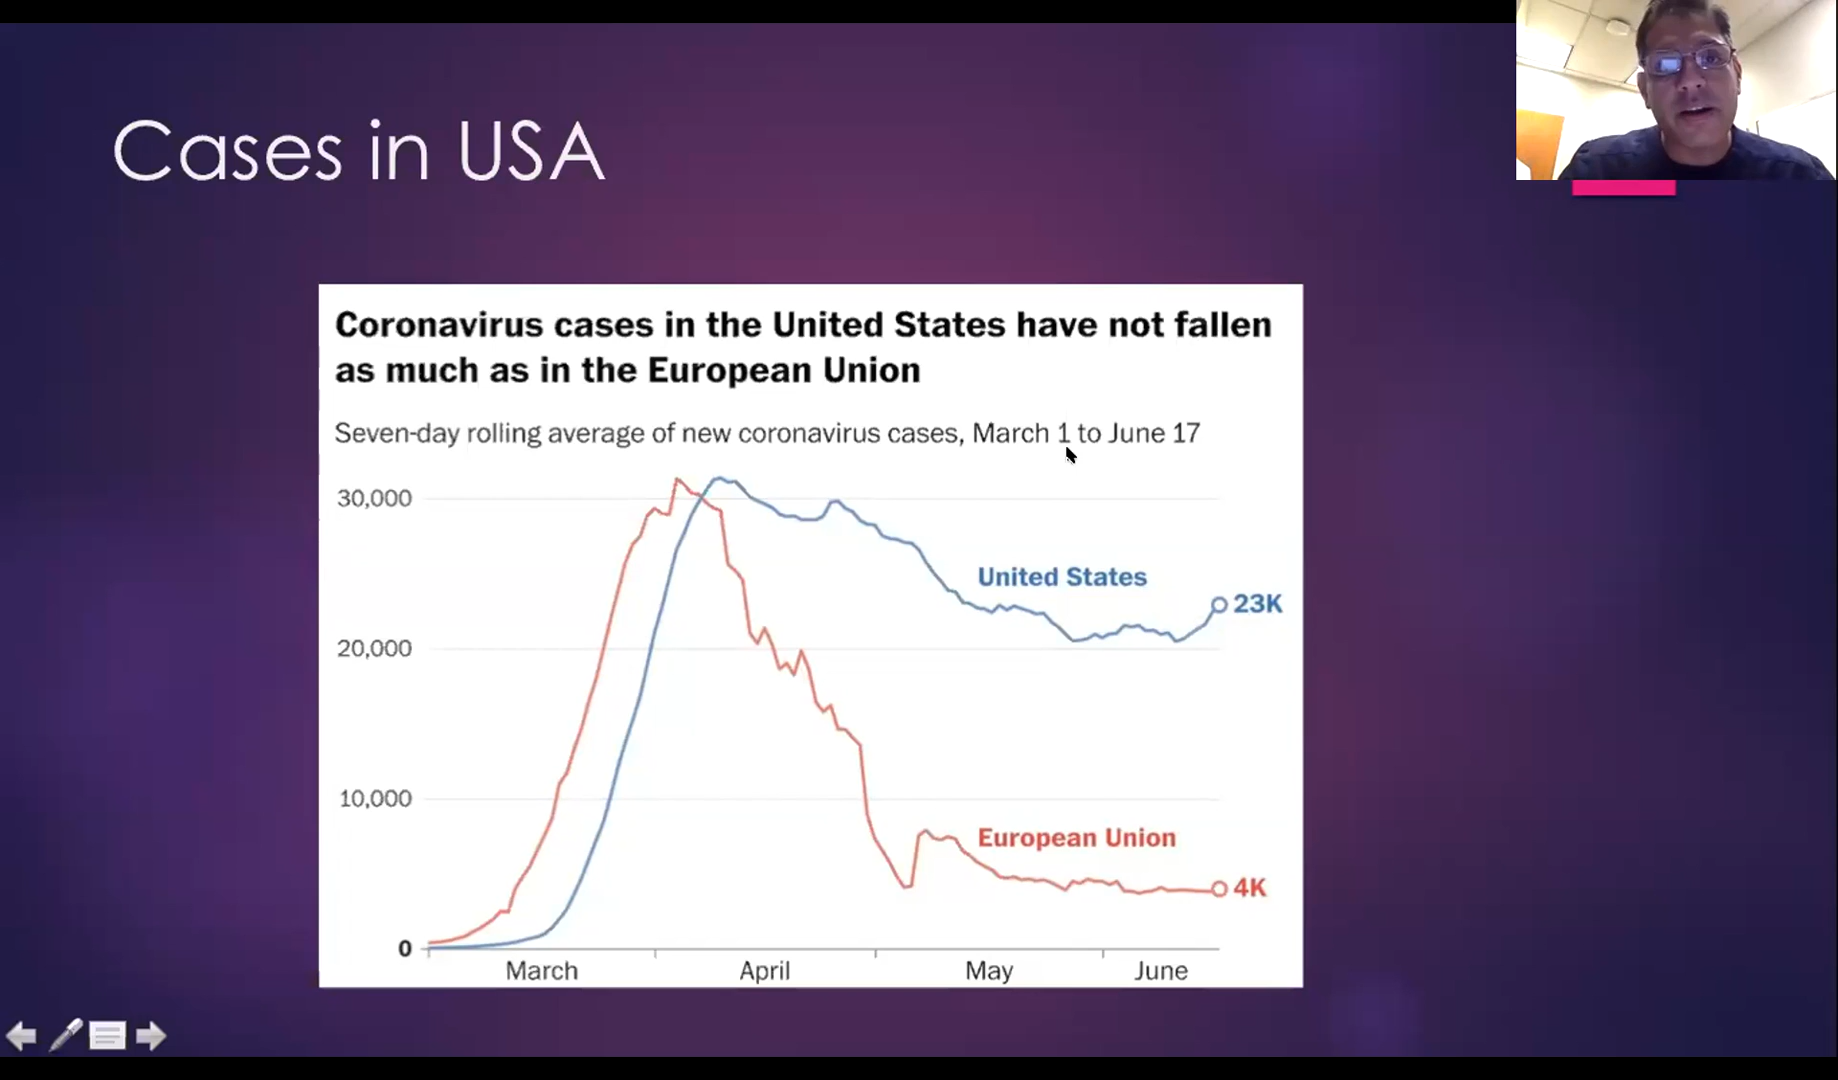 Cases in USA
Coronavirus cases in the United States have not fallen
as much as in the European Union
Seven-day rolling average of new coronavirus cases, March 1 to June 17
30,000
United States
23K
20,000
10,000
European Union
4K
0
March April May June